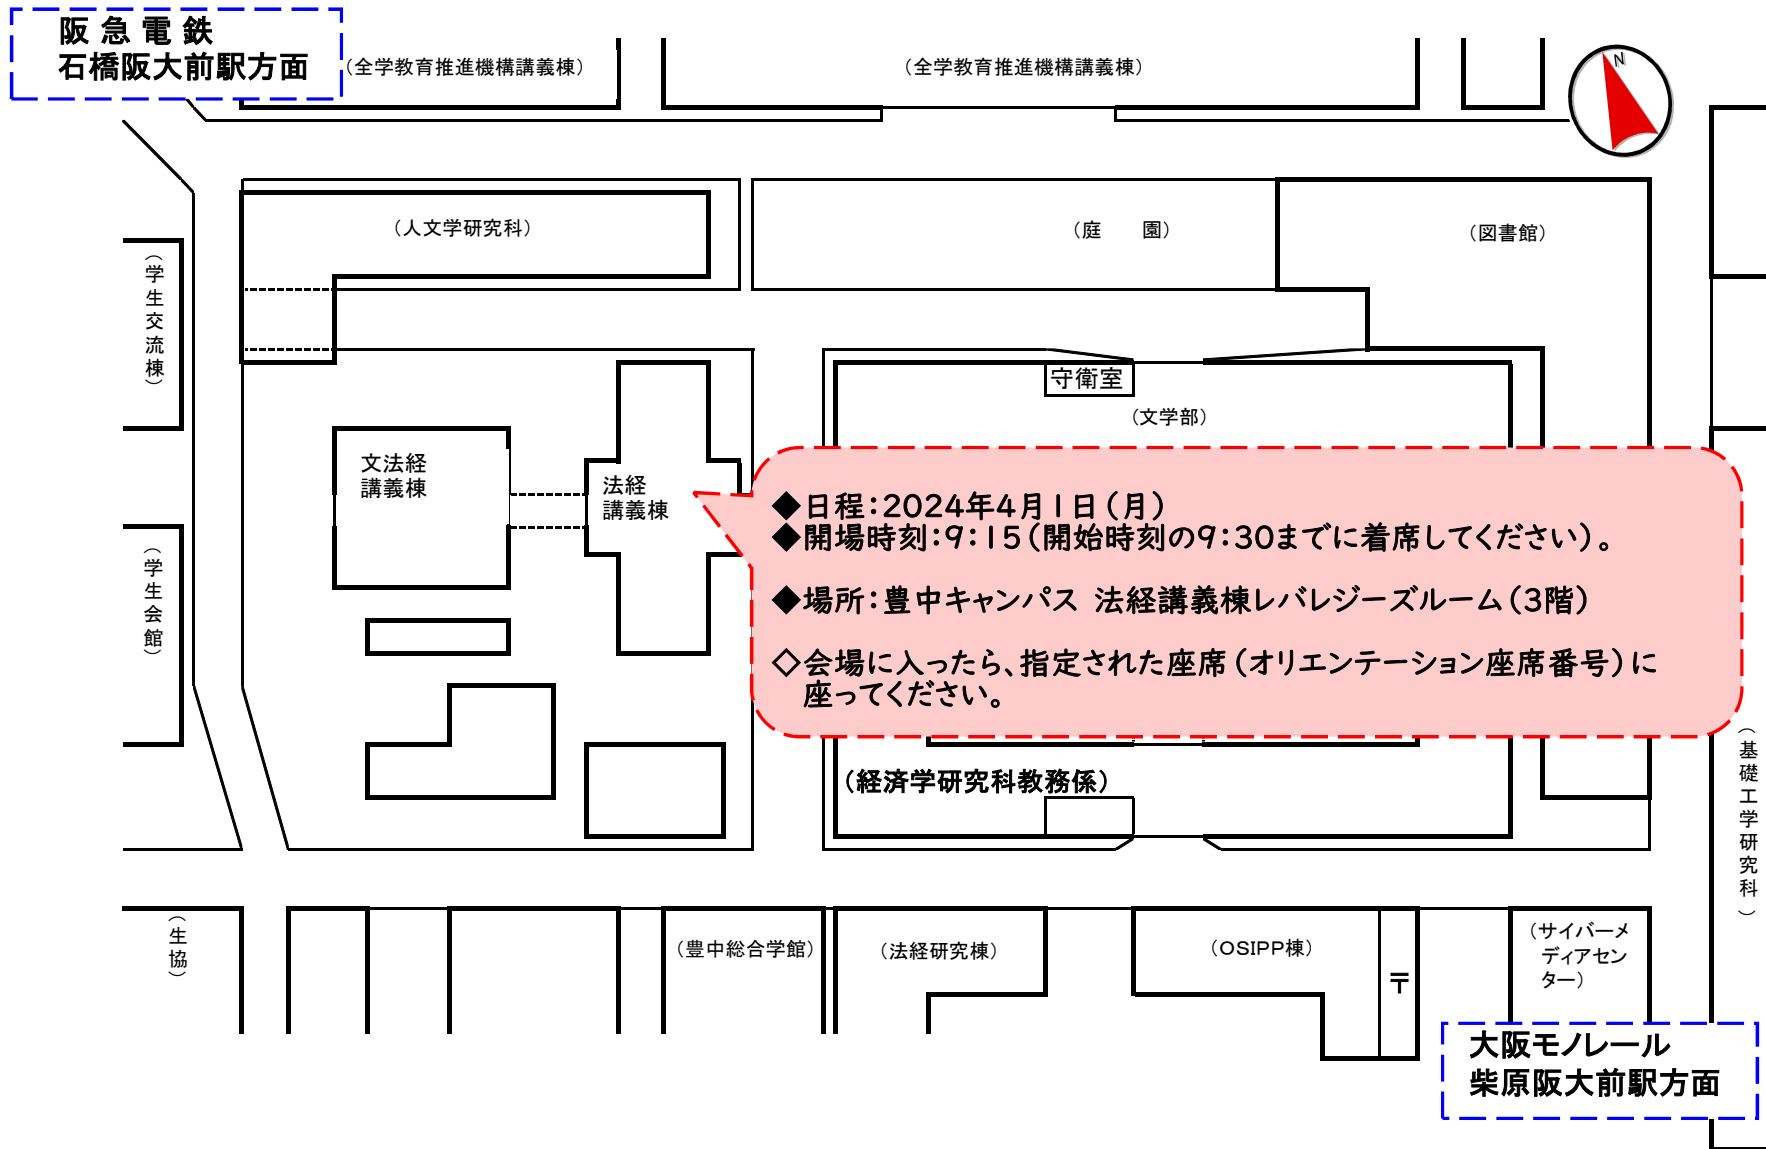 阪急電鉄
石橋阪大前駅方面
（全学教育推進機構講義棟）
（全学教育推進機構講義棟）
N
（人文学研究科）
（庭　園）
（図書館）
（学生交流棟）
守衛室
（文学部）
文法経
講義棟
法経
講義棟
◆日程：2024年4月1日（月）
◆開場時刻：9：15（開始時刻の9：30までに着席してください）。
◆場所：豊中キャンパス 法経講義棟レバレジーズルーム（3階）
◇会場に入ったら、指定された座席（オリエンテーション座席番号）に
座ってください。
（学生会館）
（経済学研究科教務係）
（基礎工学研究科）
（生協）
（豊中総合学館）
（法経研究棟）
（OSIPP棟）
〒
（サイバーメ
ディアセン
ター）
大阪モノレール
柴原阪大前駅方面